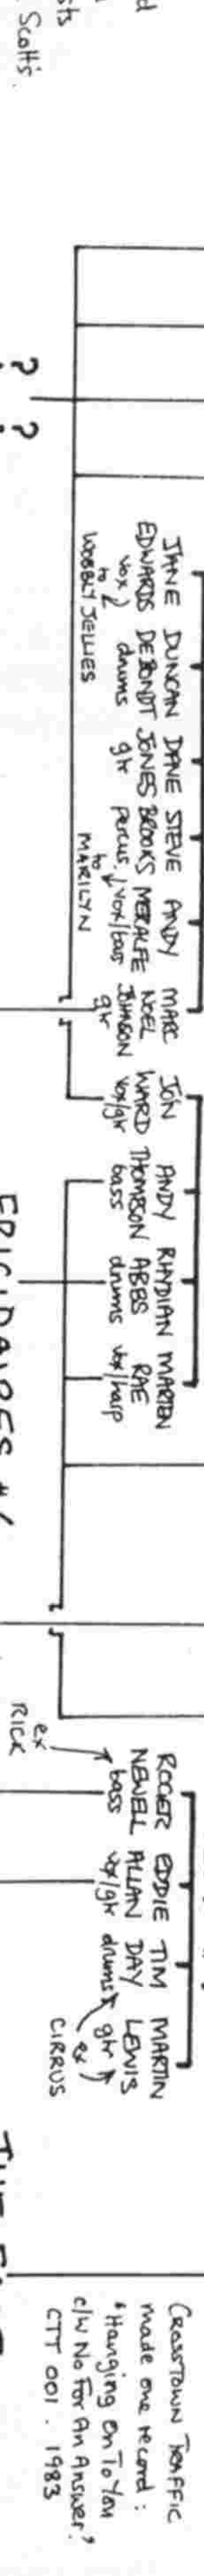 Scott's.
sts
d
? ?
JANE DUNCAN DAVE STEVE ANDY MARC
EDWARDS DEBONDT JONES BROOKS METCALFE NOEL
vox drums gtr percus. vox/bass JOHNSON
gtr
to
WOBBLY JELLIES
to
MARILYN
JON ANDY RHYDIAN MARTEN
WARD THOMSON ABBS RAE
vox/gtr bass drums vox/harp
ROGER EDDIE TIM MARTIN
NEWELL ALLAN DAY LEWIS
bass vox/gtr drums gtr
ex
RICK
ex
CIRRUS
CROSSTOWN TRAFFIC
made one record:
'Hanging On To You
c/w No For An Answer'
CTT 001. 1983